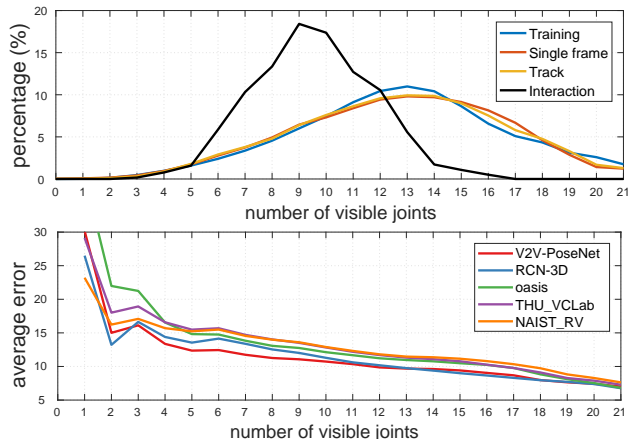 percentage (%)
20
15
10
5
0
Training
Single frame
Track
Interaction
0 1 2 3 4 5 6 7 8 9 10 11 12 13 14 15 16 17 18 19 20 21
number of visible joints
average error
30
25
20
15
10
5
V2V-PoseNet
RCN-3D
oasis
THU_VCLab
NAIST_RV
0 1 2 3 4 5 6 7 8 9 10 11 12 13 14 15 16 17 18 19 20 21
number of visible joints